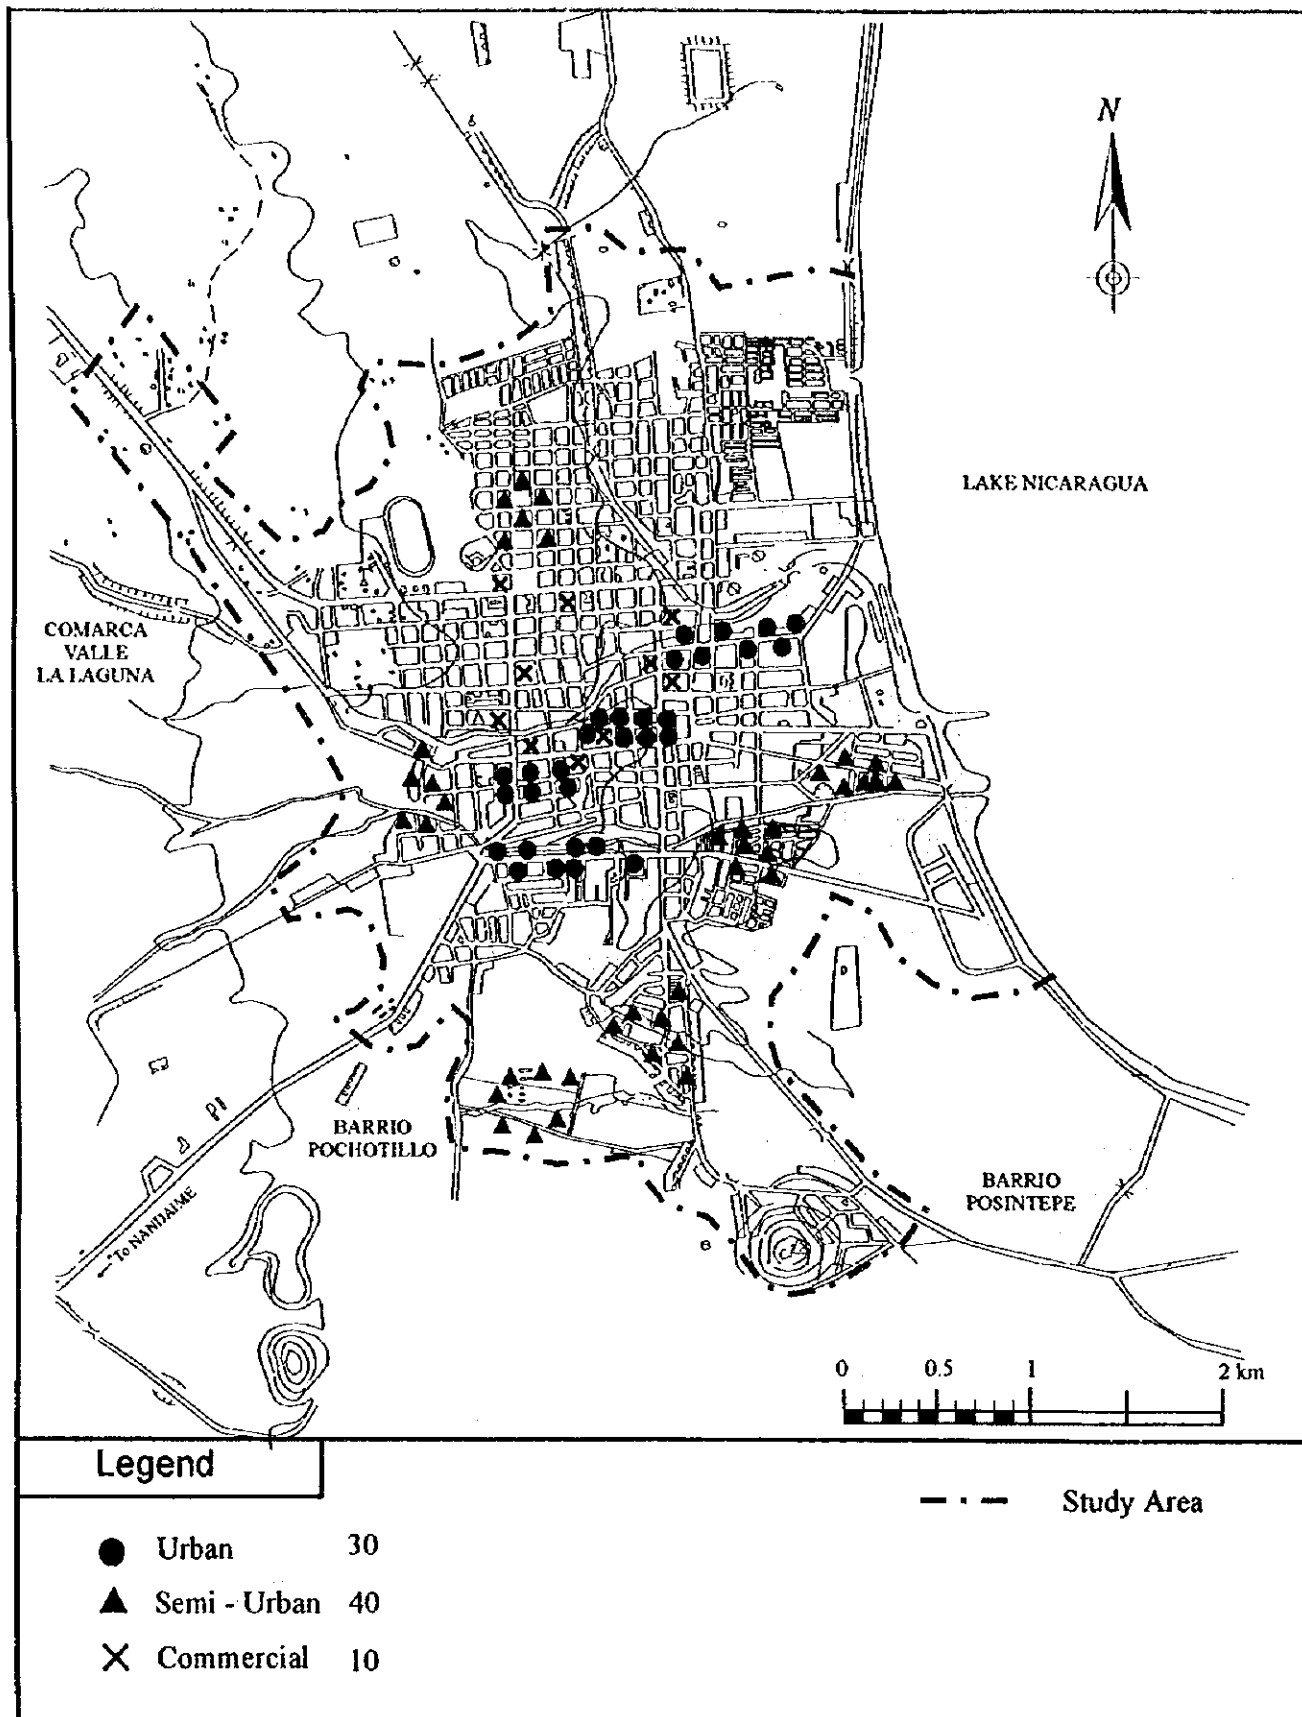 N
LAKE NICARAGUA
COMARCA
VALLE
LA LAGUNA
BARRIO
POCHOTILLO
BARRIO
POSINTEPE
To NANDAIME
0 0.5 1 2 km
Legend
Study Area
Urban 30
Semi - Urban 40
Commercial 10